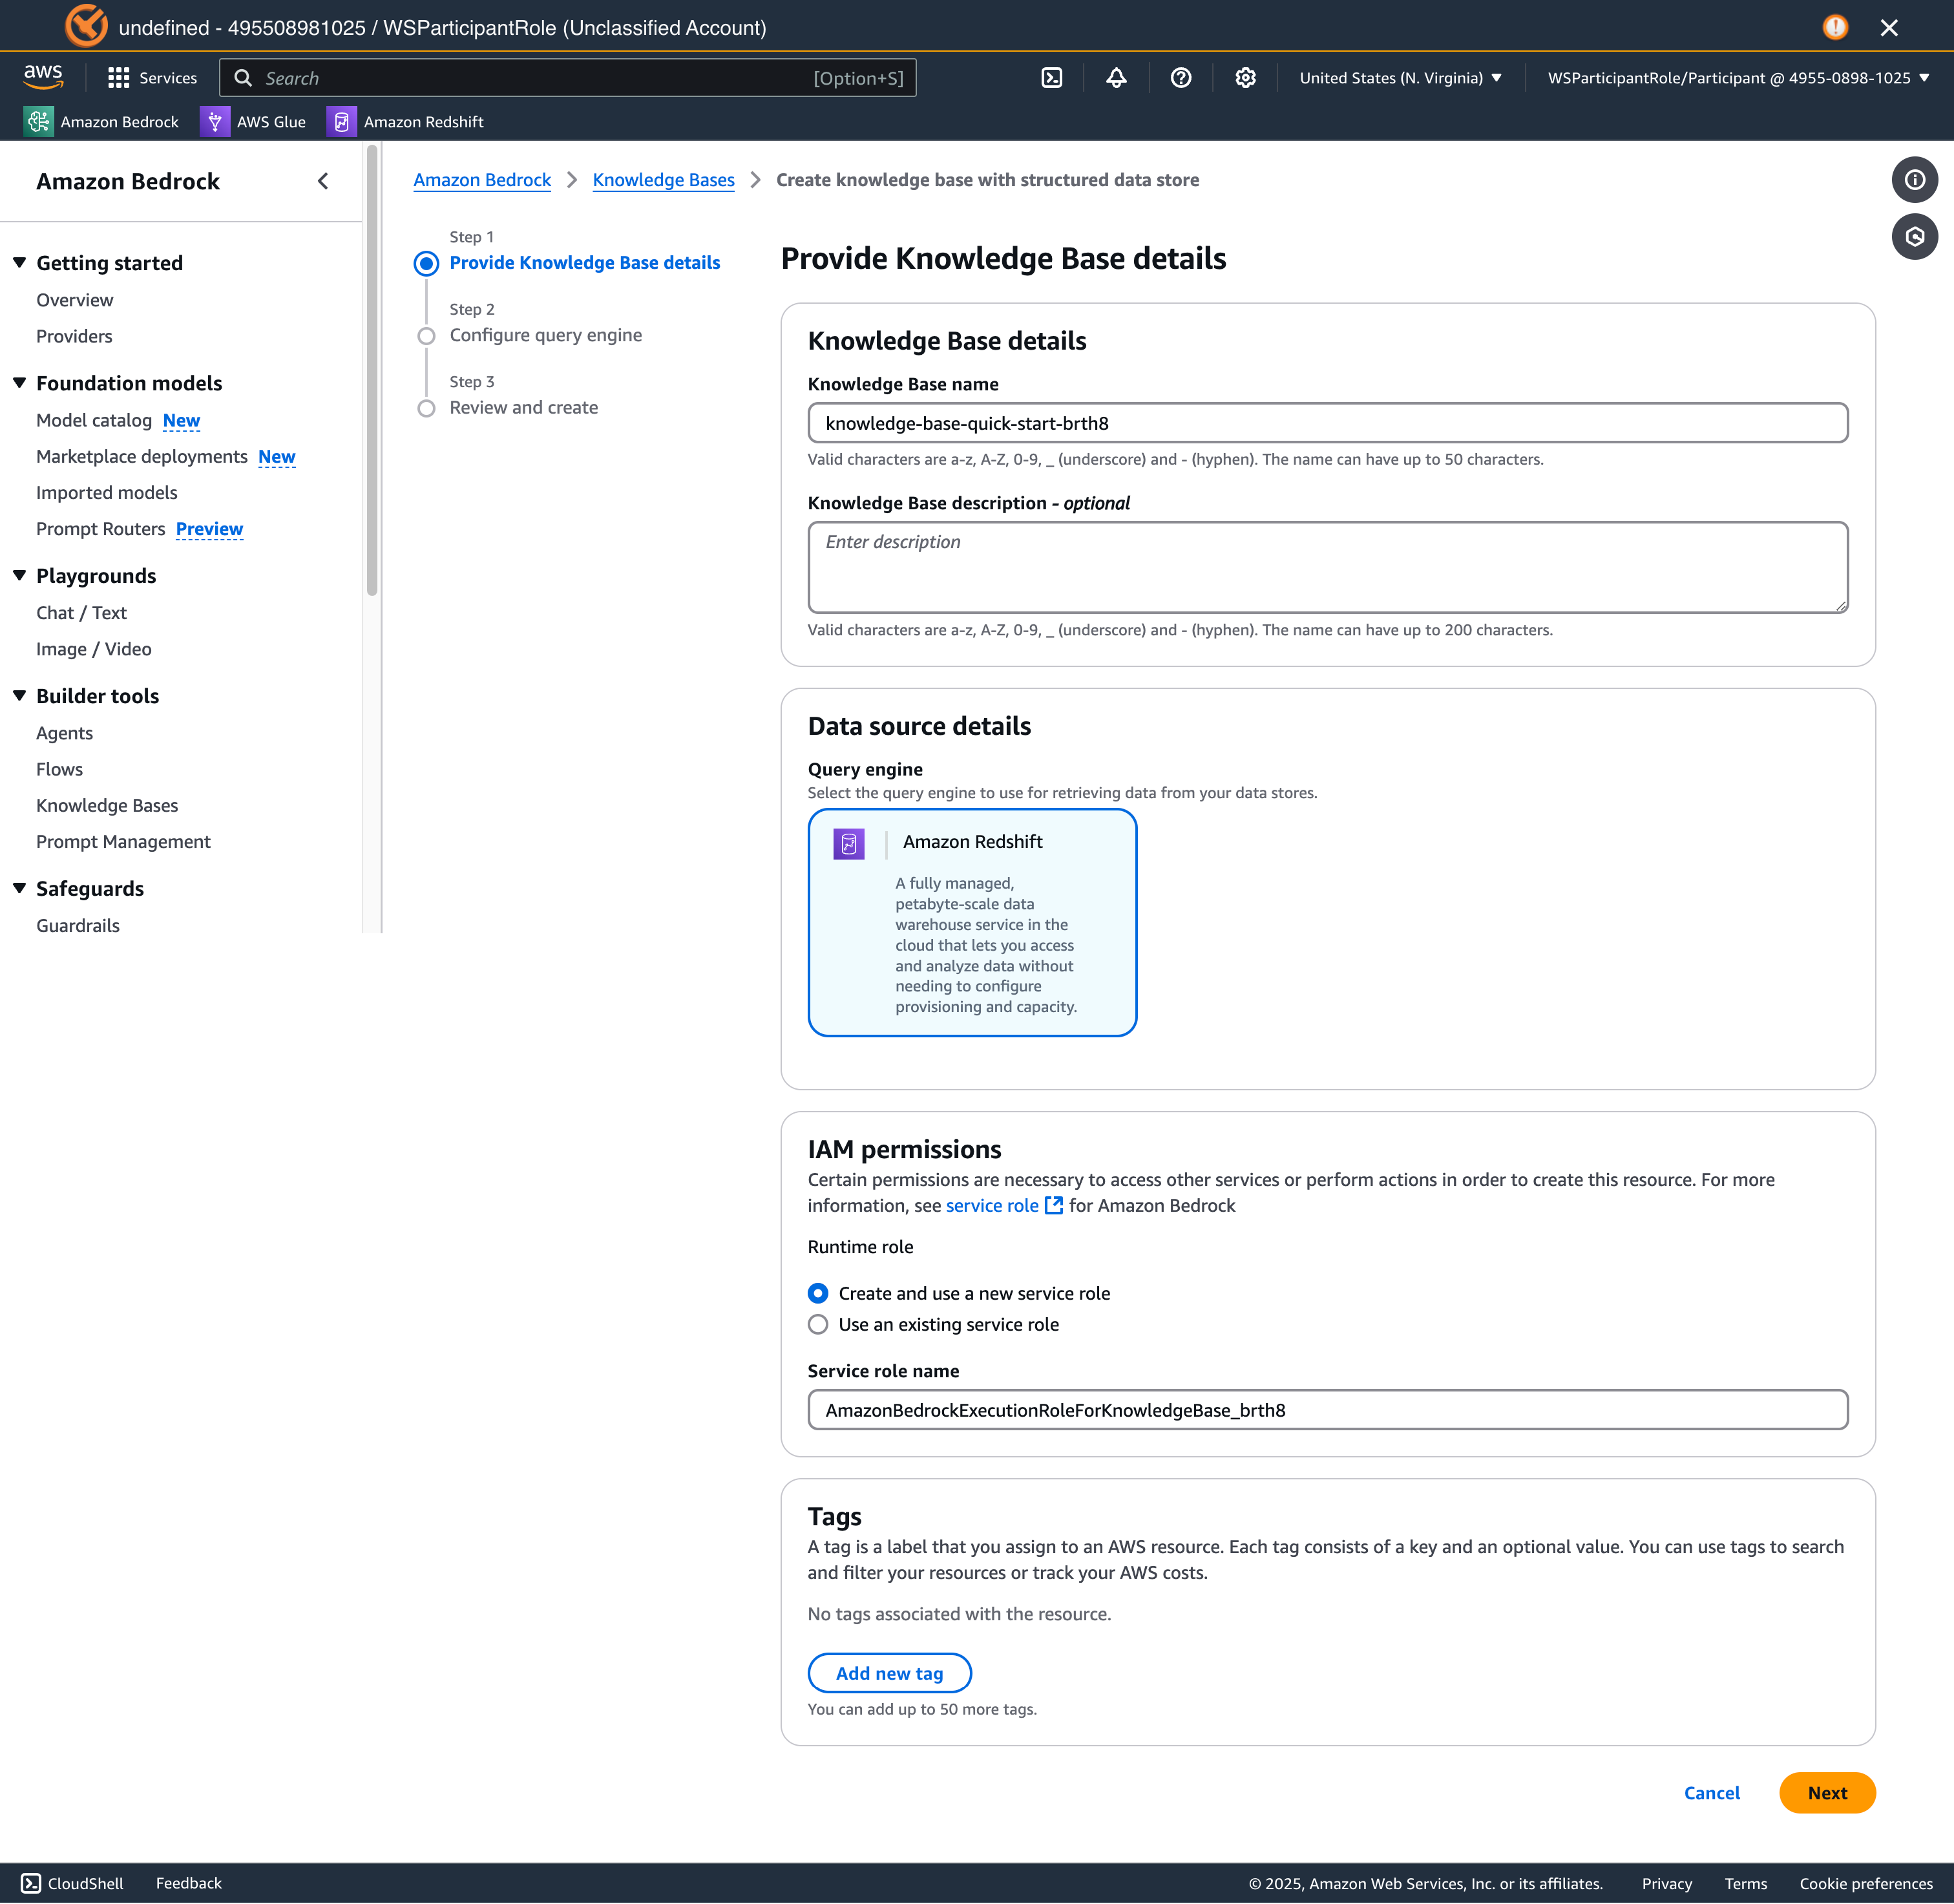 undefined - 495508981025 / WSParticipantRole (Unclassified Account)
aws
Services
Search
[Option+S]
United States (N. Virginia)
WSParticipantRole/Participant @ 4955-0898-1025
Amazon Bedrock
AWS Glue
Amazon Redshift
Amazon Bedrock
Getting started
Overview
Providers
Foundation models
Model catalog New
Marketplace deployments New
Imported models
Prompt Routers Preview
Playgrounds
Chat / Text
Image / Video
Builder tools
Agents
Flows
Knowledge Bases
Prompt Management
Safeguards
Guardrails
Amazon Bedrock > Knowledge Bases > Create knowledge base with structured data store
Step 1
Provide Knowledge Base details
Step 2
Configure query engine
Step 3
Review and create
Provide Knowledge Base details
Knowledge Base details
Knowledge Base name
knowledge-base-quick-start-brth8
Valid characters are a-z, A-Z, 0-9, _ (underscore) and - (hyphen). The name can have up to 50 characters.
Knowledge Base description - optional
Enter description
Valid characters are a-z, A-Z, 0-9, _ (underscore) and - (hyphen). The name can have up to 200 characters.
Data source details
Query engine
Select the query engine to use for retrieving data from your data stores.
Amazon Redshift
A fully managed,
petabyte-scale data
warehouse service in the
cloud that lets you access
and analyze data without
needing to configure
provisioning and capacity.
IAM permissions
Certain permissions are necessary to access other services or perform actions in order to create this resource. For more
information, see service role for Amazon Bedrock
Runtime role
Create and use a new service role
Use an existing service role
Service role name
AmazonBedrockExecutionRoleForKnowledgeBase_brth8
Tags
A tag is a label that you assign to an AWS resource. Each tag consists of a key and an optional value. You can use tags to search
and filter your resources or track your AWS costs.
No tags associated with the resource.
Add new tag
You can add up to 50 more tags.
Cancel
Next
CloudShell
Feedback
© 2025, Amazon Web Services, Inc. or its affiliates.
Privacy
Terms
Cookie preferences